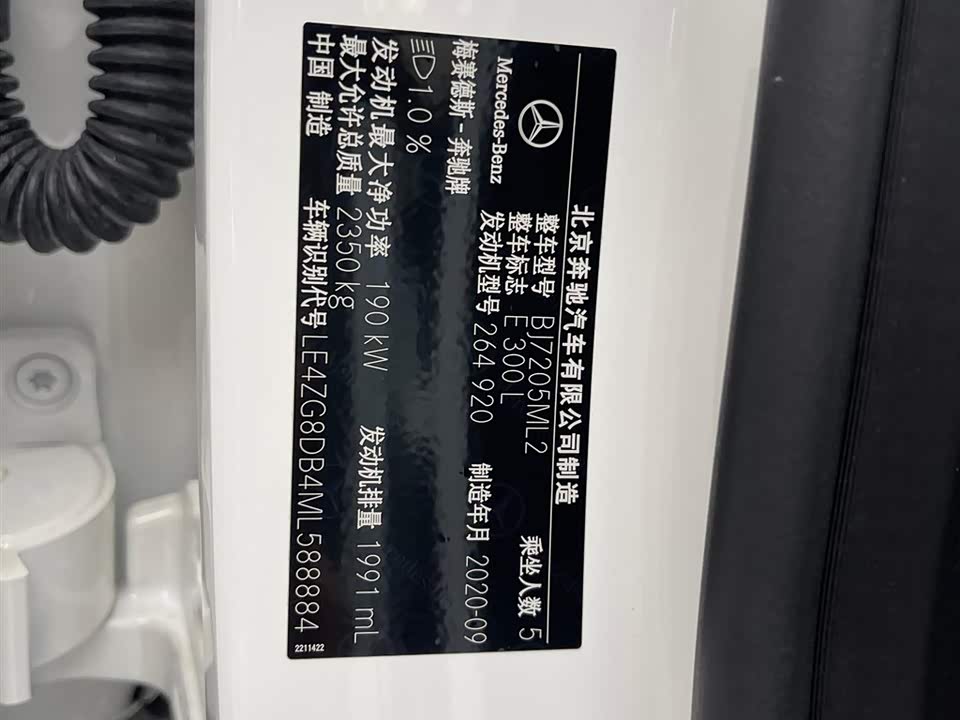 北京奔驰汽车有限公司制造
Mercedes-Benz
梅赛德斯-奔驰牌
整车型号 BJ7205ML2 乘坐人数 5
整车标志 E 300 L
发动机型号 264 920 制造年月 2020-09
1.0 %
发动机最大净功率 190 kW 发动机排量 1991 mL
最大允许总质量 2350 kg
中国 制造 车辆识别代号 LE4ZG8DB4ML588884
2211422